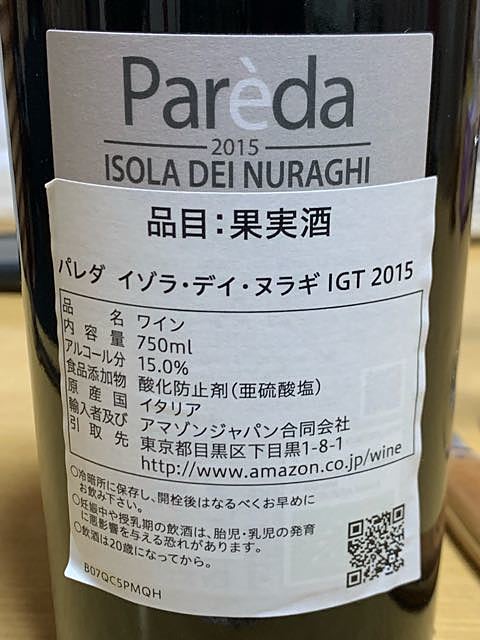 Parèda
2015
ISOLA DEI NURAGHI
品目：果実酒
パレダ イゾラ・デイ・ヌラギ IGT 2015
品名 ワイン
内容量 750ml
アルコール分 15.0%
食品添加物 酸化防止剤（亜硫酸塩）
原産国 イタリア
輸入者及び引取先 アマゾンジャパン合同会社
東京都目黒区下目黒1-8-1
http://www.amazon.co.jp/wine
○冷暗所に保存し、開栓後はなるべくお早めに
お飲み下さい。
○妊娠中や授乳期の飲酒は、胎児・乳児の発育
に悪影響を与える恐れがあります。
○飲酒は20歳になってから。
B07QC5PMQH